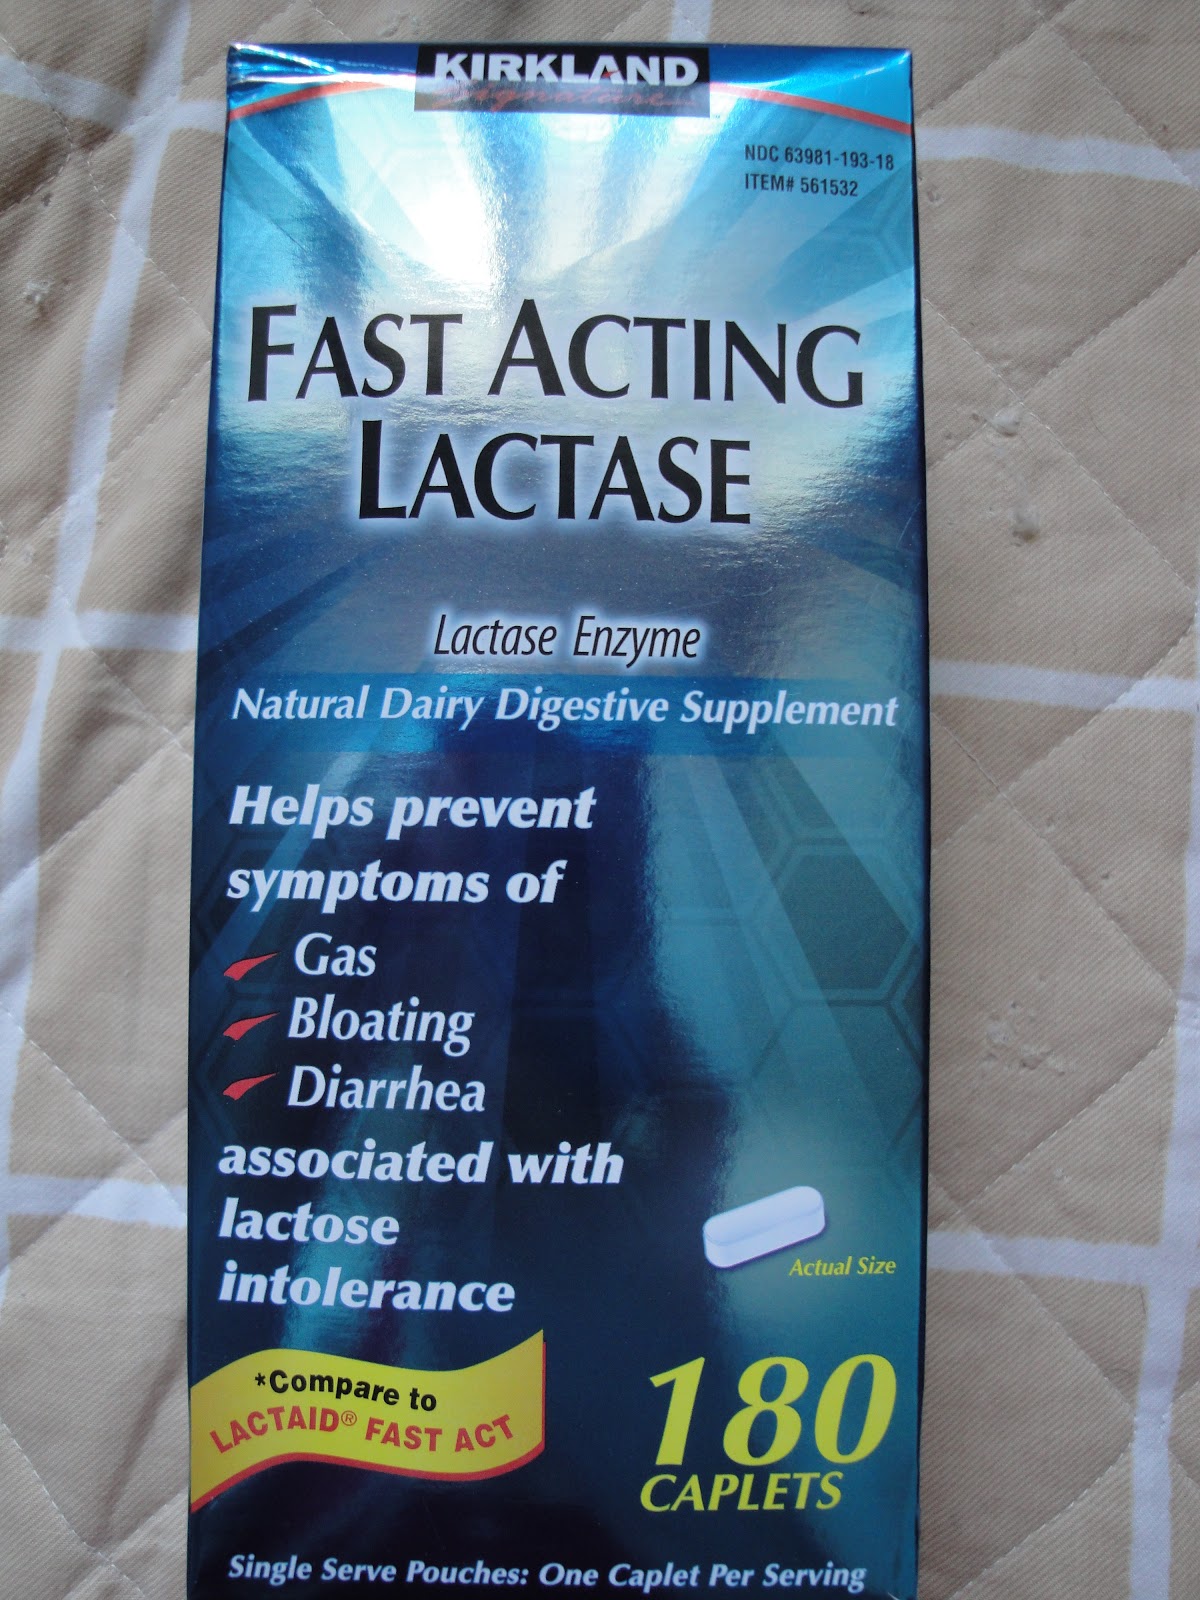 KIRKLAND
Signature
NDC 63981-193-18
ITEM# 561532
FAST ACTING
LACTASE
Lactase Enzyme
Natural Dairy Digestive Supplement
Helps prevent
symptoms of
Gas
Bloating
Diarrhea
associated with
lactose
intolerance
Actual Size
*Compare to
LACTAID® FAST ACT
180
CAPLETS
Single Serve Pouches: One Caplet Per Serving